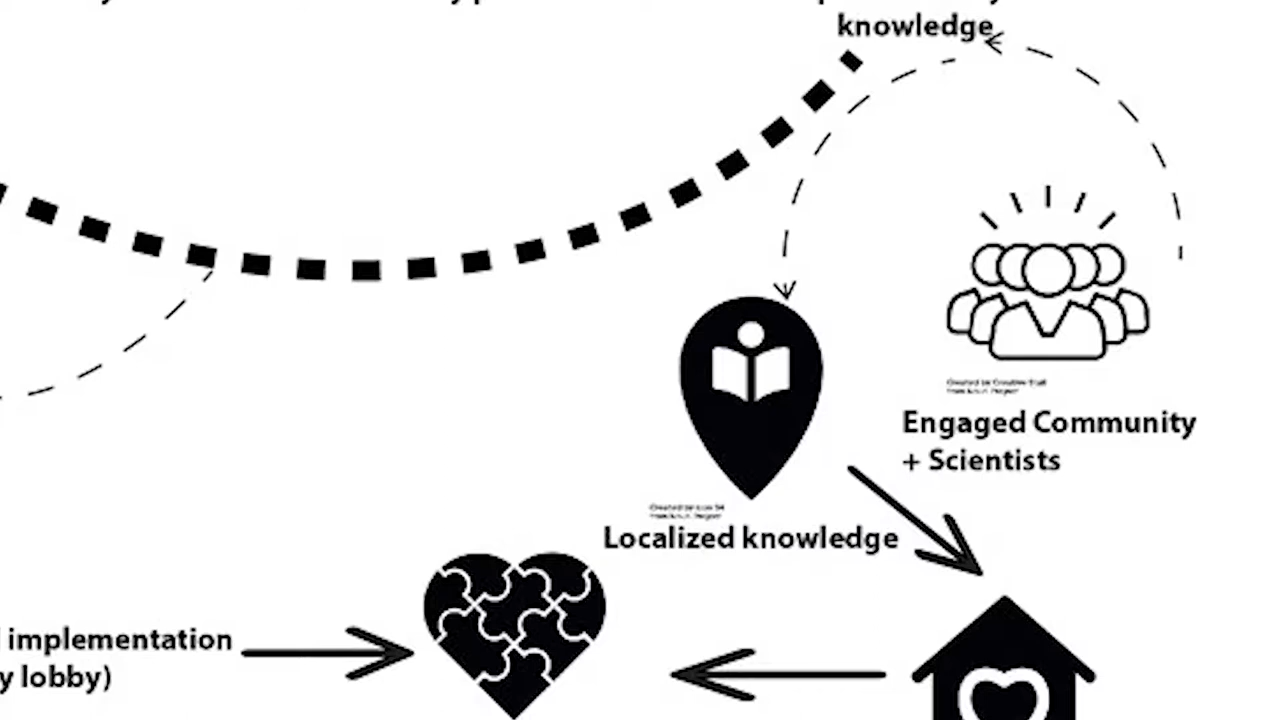 knowledge
Engaged Community
+ Scientists
Localized knowledge
implementation
y lobby)